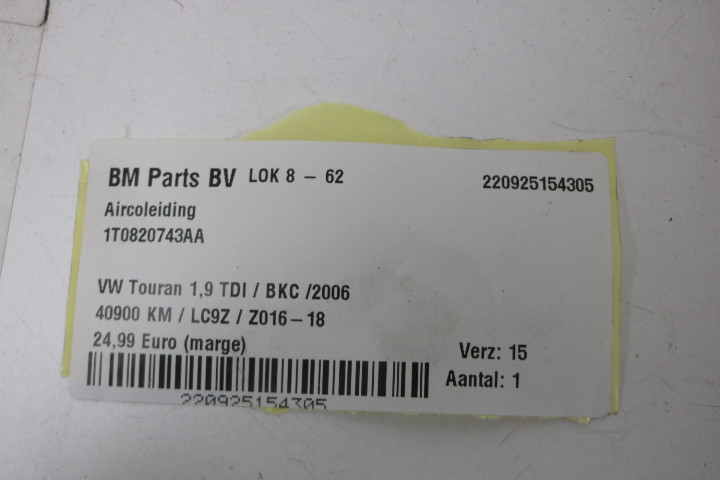 BM Parts BV LOK 8 - 62 220925154305
Aircoleiding
1T0820743AA
VW Touran 1,9 TDI / BKC /2006
40900 KM / LC9Z / Z016-18
24,99 Euro (marge)
Verz: 15
Aantal: 1
220925154305